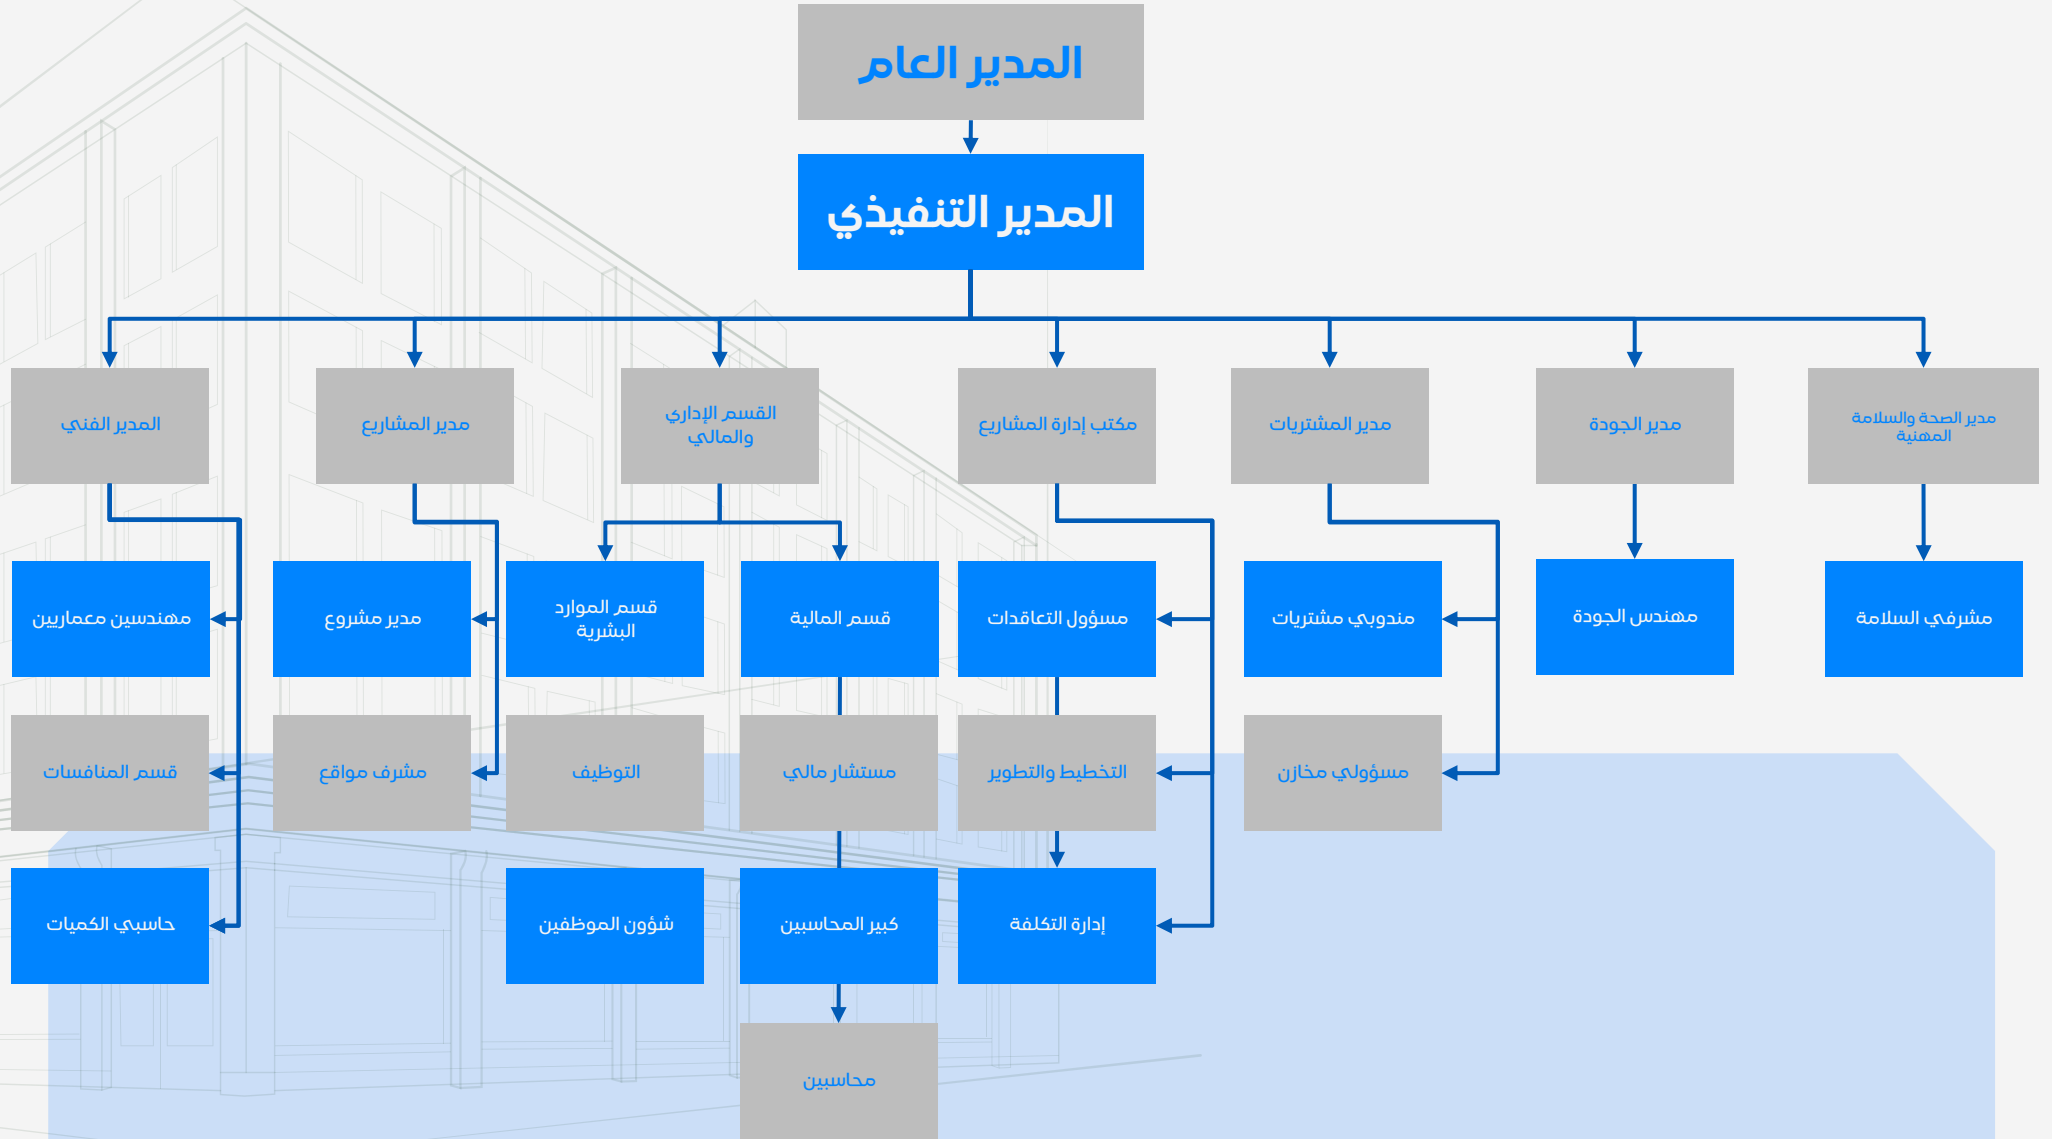 المدير العام
المدير التنفيذي
مدير الصحة والسلامة
المهنية
مدير الجودة
مدير المشتريات
مكتب إدارة المشاريع
القسم الإداري
والمالي
مدير المشاريع
المدير الفني
مشرفي السلامة
مهندس الجودة
مندوبي مشتريات
مسؤول التعاقدات
قسم المالية
قسم الموارد
البشرية
مدير مشروع
مهندسين معماريين
مسؤولي مخازن
التخطيط والتطوير
مستشار مالي
التوظيف
مشرف مواقع
قسم المنافسات
إدارة التكلفة
كبير المحاسبين
شؤون الموظفين
حاسبي الكميات
محاسبين